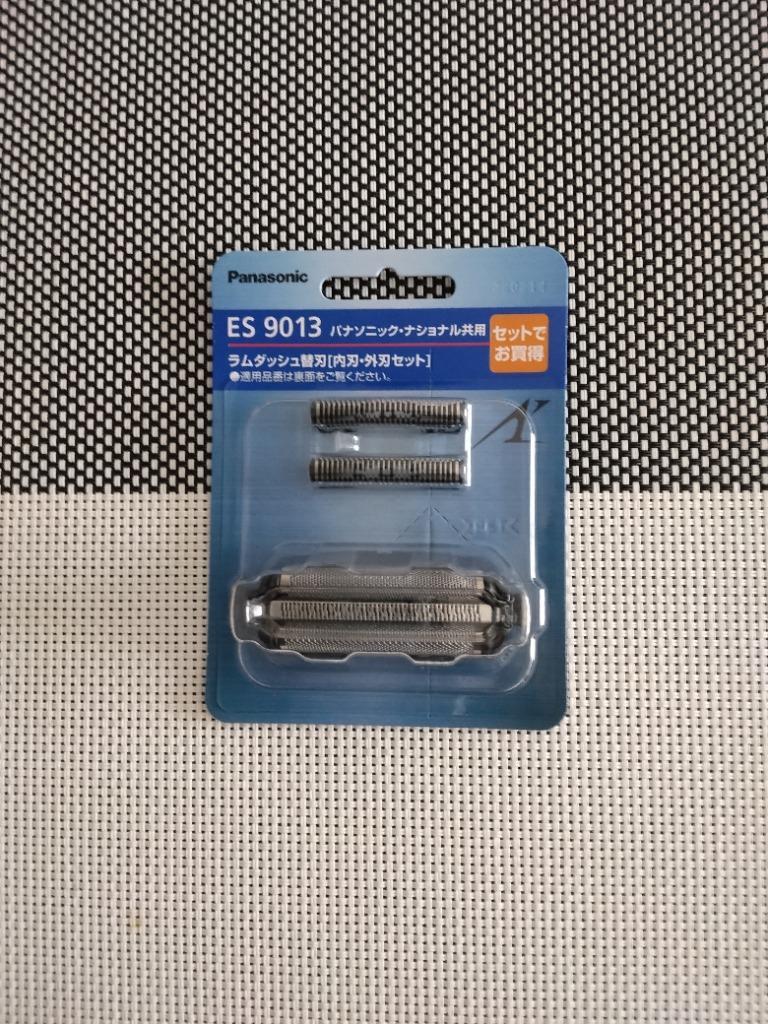 Panasonic
ES 9013 パナソニック・ナショナル共用
セットで
お買得
ラムダッシュ替刃[内刃・外刃セット]
●適用品番は裏面をご覧ください。